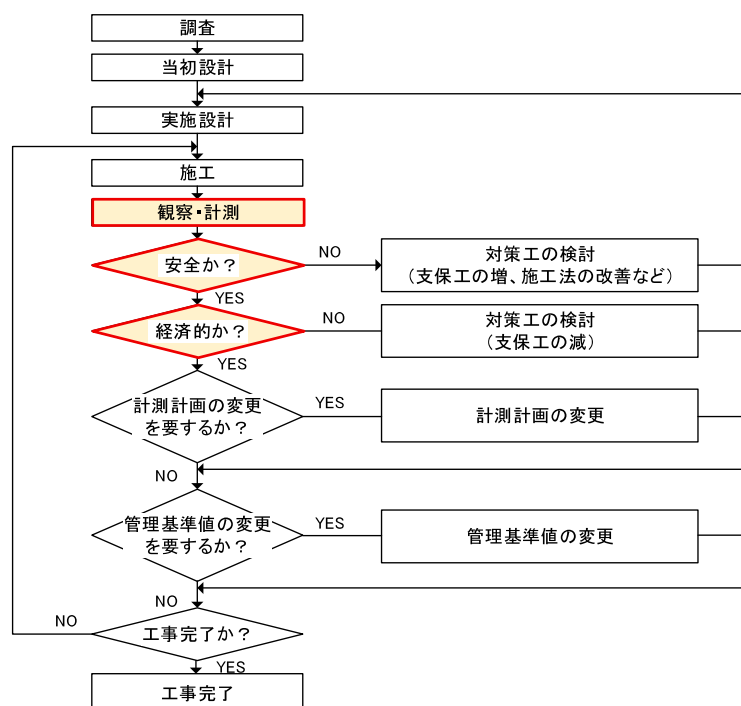 調査
当初設計
実施設計
施工
観察・計測
安全か？
NO
対策工の検討
（支保工の増、施工法の改善など）
YES
経済的か？
NO
対策工の検討
（支保工の減）
YES
計測計画の変更
を要するか？
YES
計測計画の変更
NO
管理基準値の変更
を要するか？
YES
管理基準値の変更
NO
工事完了か？
NO
YES
工事完了